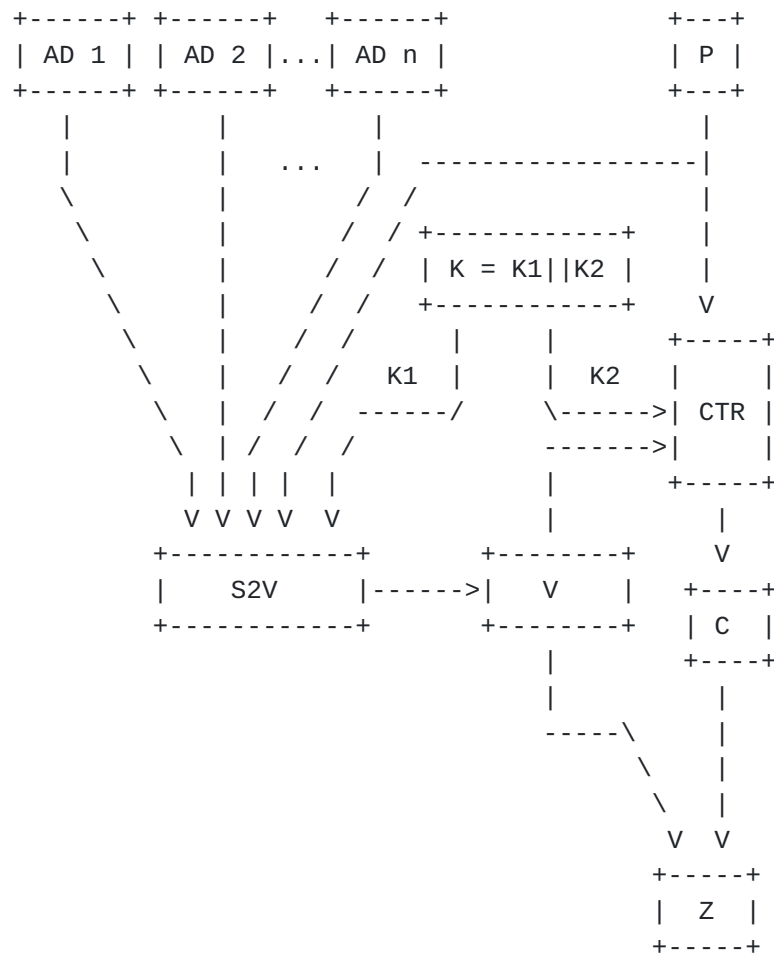 AD 1 AD 2 ... AD n P
...
K = K1||K2
V
K1 K2
CTR
V V V V V
V
S2V V
C
V V
Z